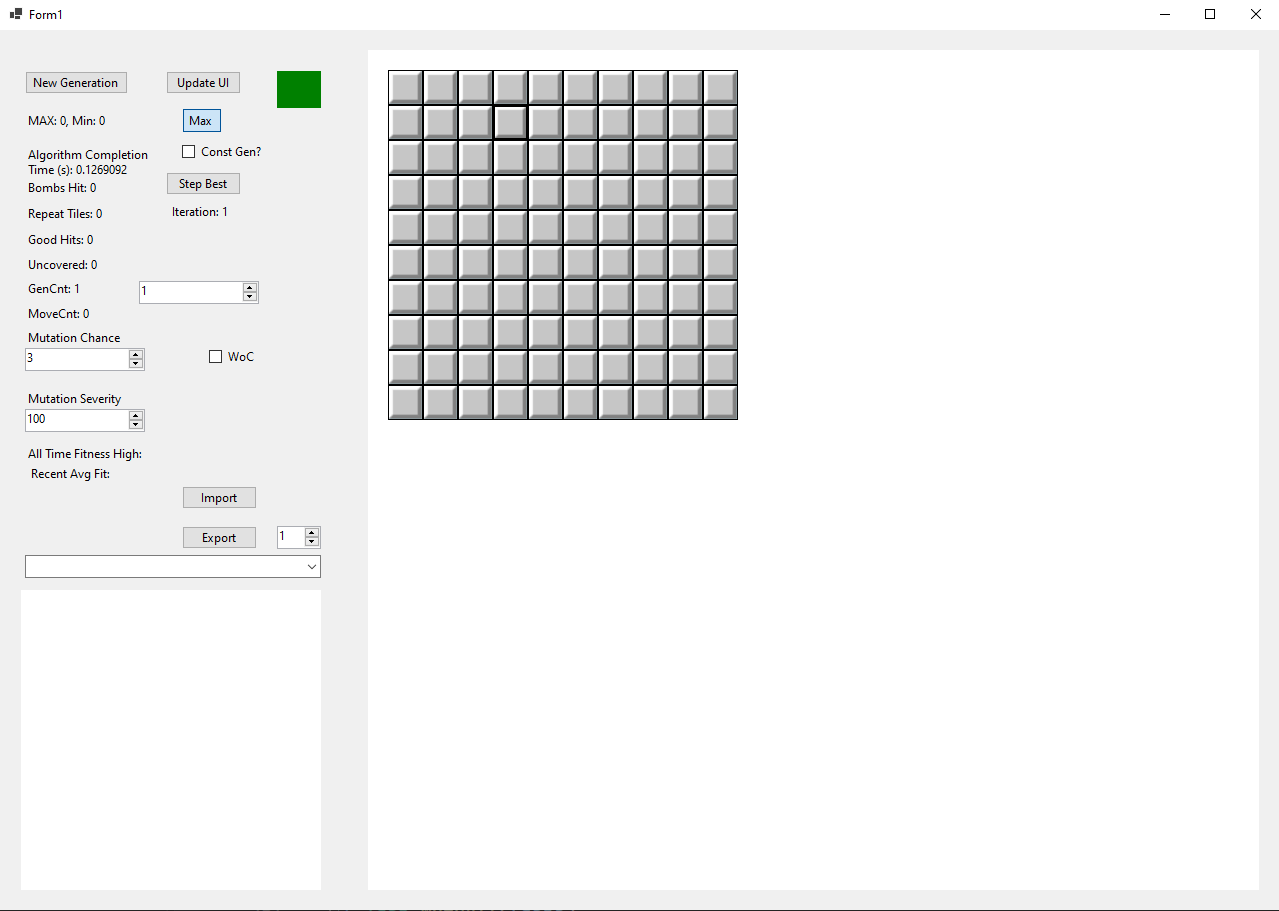 Form1
New Generation
Update UI
MAX: 0, Min: 0
Max
Const Gen?
Algorithm Completion
Time (s): 0.1269092
Bombs Hit: 0
Step Best
Repeat Tiles: 0
Iteration: 1
Good Hits: 0
Uncovered: 0
GenCnt: 1
1
MoveCnt: 0
Mutation Chance
3
WoC
Mutation Severity
100
All Time Fitness High:
Recent Avg Fit:
Import
Export
1